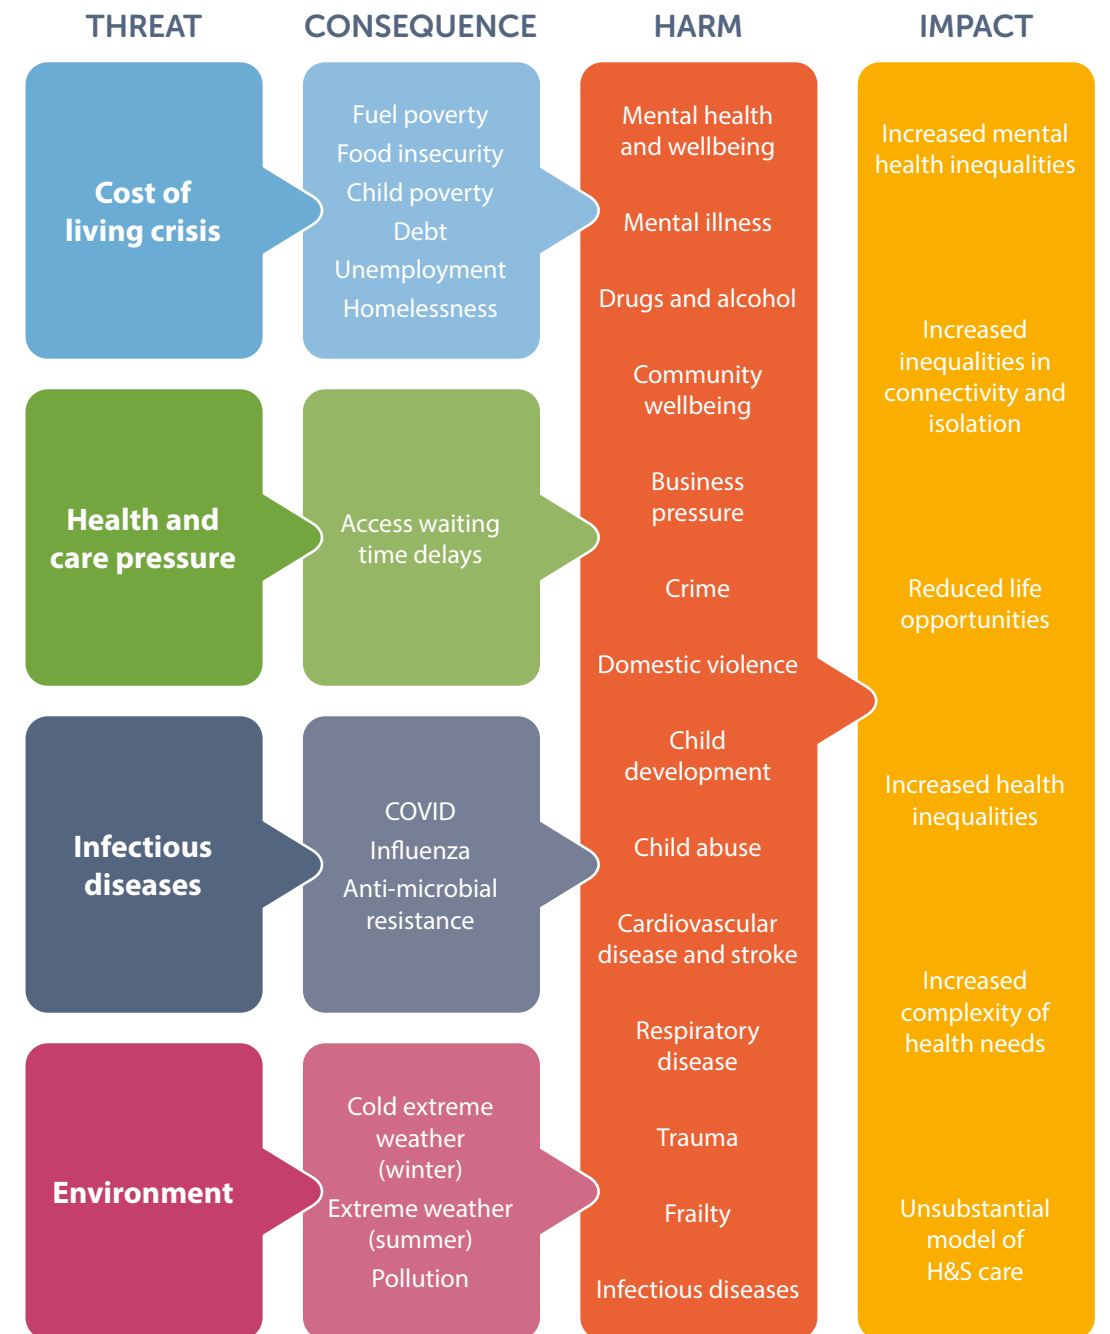 THREAT
CONSEQUENCE
HARM
IMPACT
Cost of
living crisis
Fuel poverty
Food insecurity
Child poverty
Debt
Unemployment
Homelessness
Health and
care pressure
Access waiting
time delays
Infectious
diseases
COVID
Influenza
Anti-microbial
resistance
Environment
Cold extreme
weather
(winter)
Extreme weather
(summer)
Pollution
Mental health
and wellbeing
Mental illness
Drugs and alcohol
Community
wellbeing
Business
pressure
Crime
Domestic violence
Child
development
Child abuse
Cardiovascular
disease and stroke
Respiratory
disease
Trauma
Frailty
Infectious diseases
Increased mental
health inequalities
Increased
inequalities in
connectivity and
isolation
Reduced life
opportunities
Increased health
inequalities
Increased
complexity of
health needs
Unsubstantial
model of
H&S care